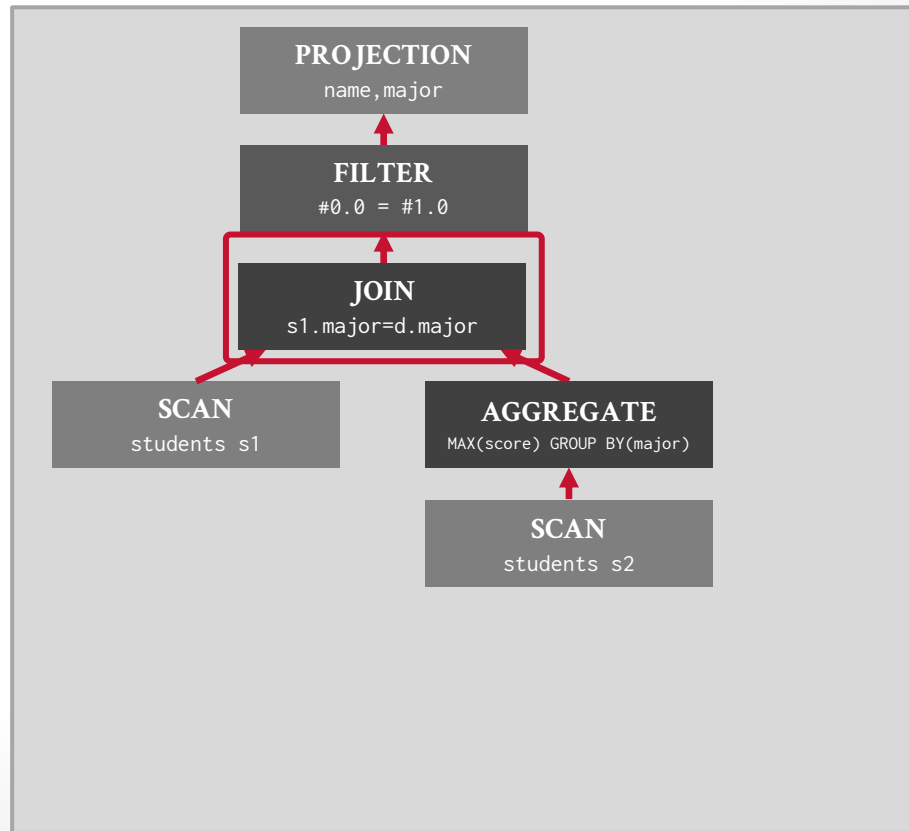 PROJECTION
name,major
FILTER
#0.0 = #1.0
JOIN
s1.major=d.major
SCAN
students s1
AGGREGATE
MAX(score) GROUP BY(major)
SCAN
students s2